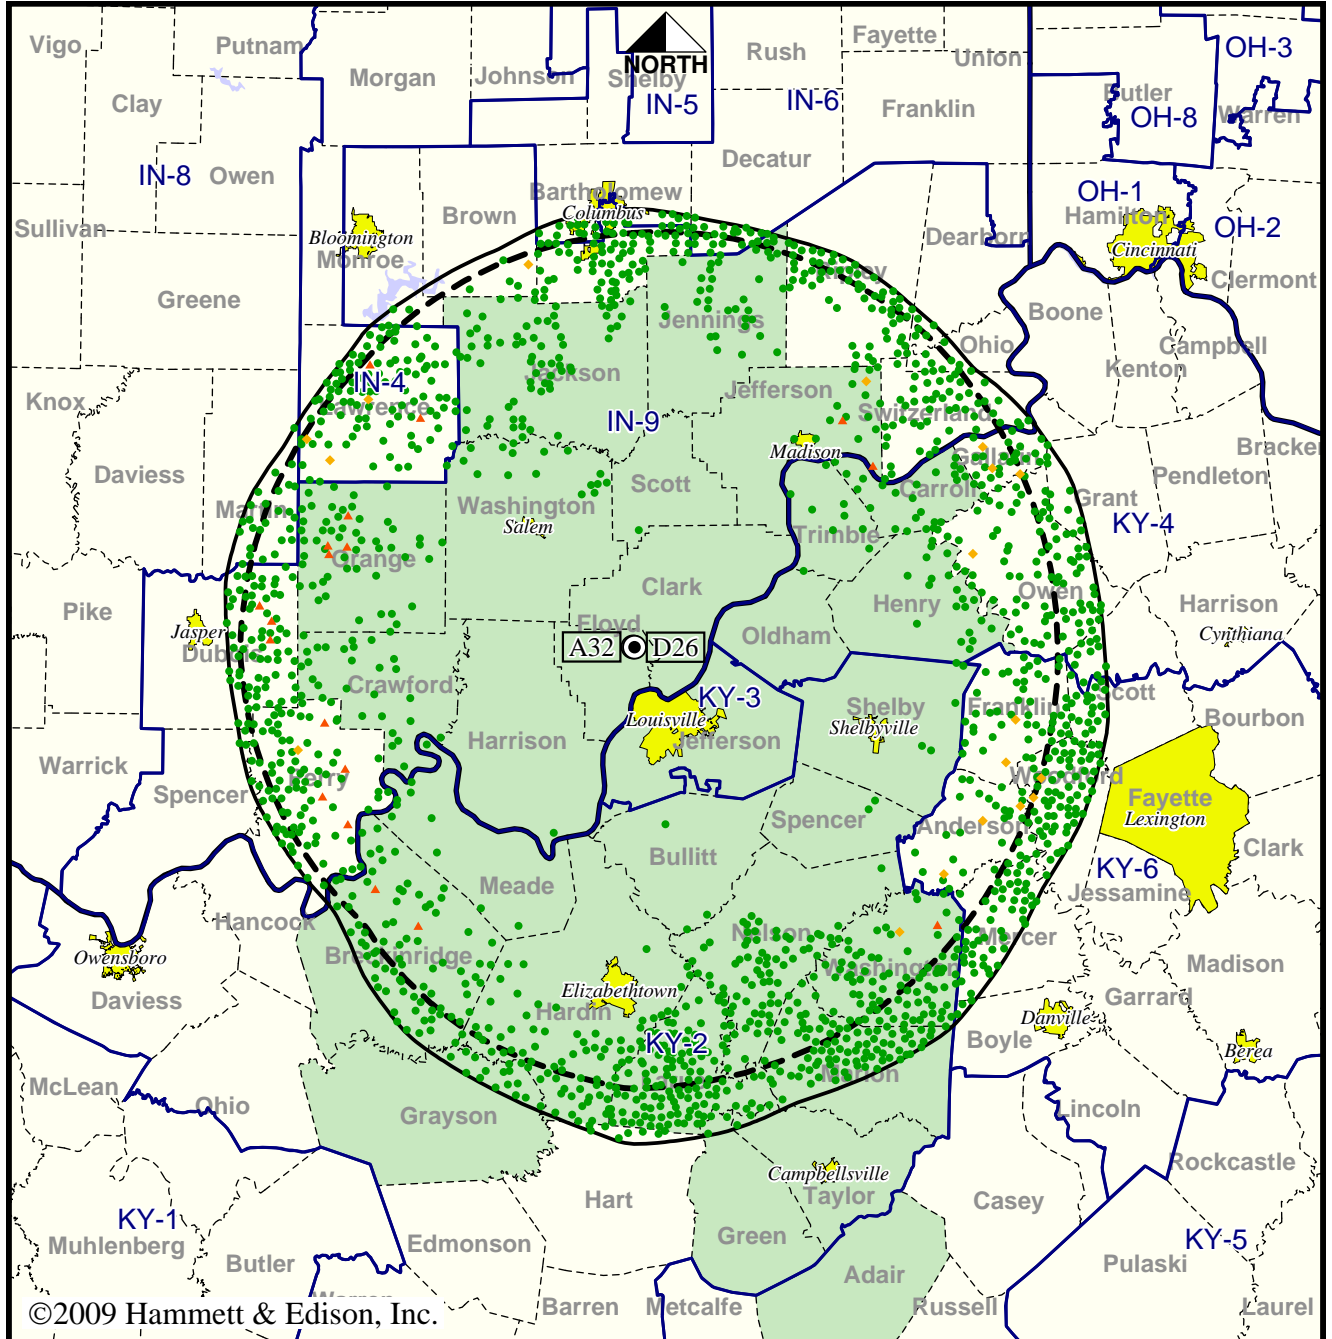 Vigo
Putnam
Morgan
Johnson
NORTH
Shelby
Rush
Fayette
Union
OH-3
Clay
IN-5
IN-6
Franklin
Butler
OH-8
Warren
IN-8
Owen
Decatur
OH-1
Bartholomew
Columbus
Brown
Hamilton
OH-2
Sullivan
Bloomington
Monroe
Dearborn
Cincinnati
Ripley
Clermont
Greene
Boone
Jennings
Ohio
Campbell
Kenton
Jackson
IN-4
Jefferson
Knox
Lawrence
IN-9
Switzerland
Madison
Bracken
Gallatin
Daviess
Pendleton
Scott
Carroll
Grant
Washington
Martin
KY-4
Salem
Trimble
Orange
Clark
Owen
Pike
Henry
Harrison
Floyd
Jasper
Oldham
Cynthiana
A32
D26
Dubois
Crawford
KY-3
Scott
Shelby
Franklin
Bourbon
Louisville
Shelbyville
Harrison
Jefferson
Warrick
Perry
Woodford
Spencer
Fayette
Lexington
Spencer
Anderson
Clark
Bullitt
KY-6
Meade
Jessamine
Hancock
Nelson
Mercer
Owensboro
Breckinridge
Washington
Madison
Elizabethtown
Garrard
Daviess
Hardin
Danville
Boyle
KY-2
Berea
Larue
Marion
McLean
Ohio
Grayson
Lincoln
Rockcastle
Campbellsville
Taylor
Hart
Casey
KY-1
Green
KY-5
Muhlenberg
Edmonson
Butler
Pulaski
Adair
Warren
©2009 Hammett & Edison, Inc.
Barren
Metcalfe
Russell
Laurel